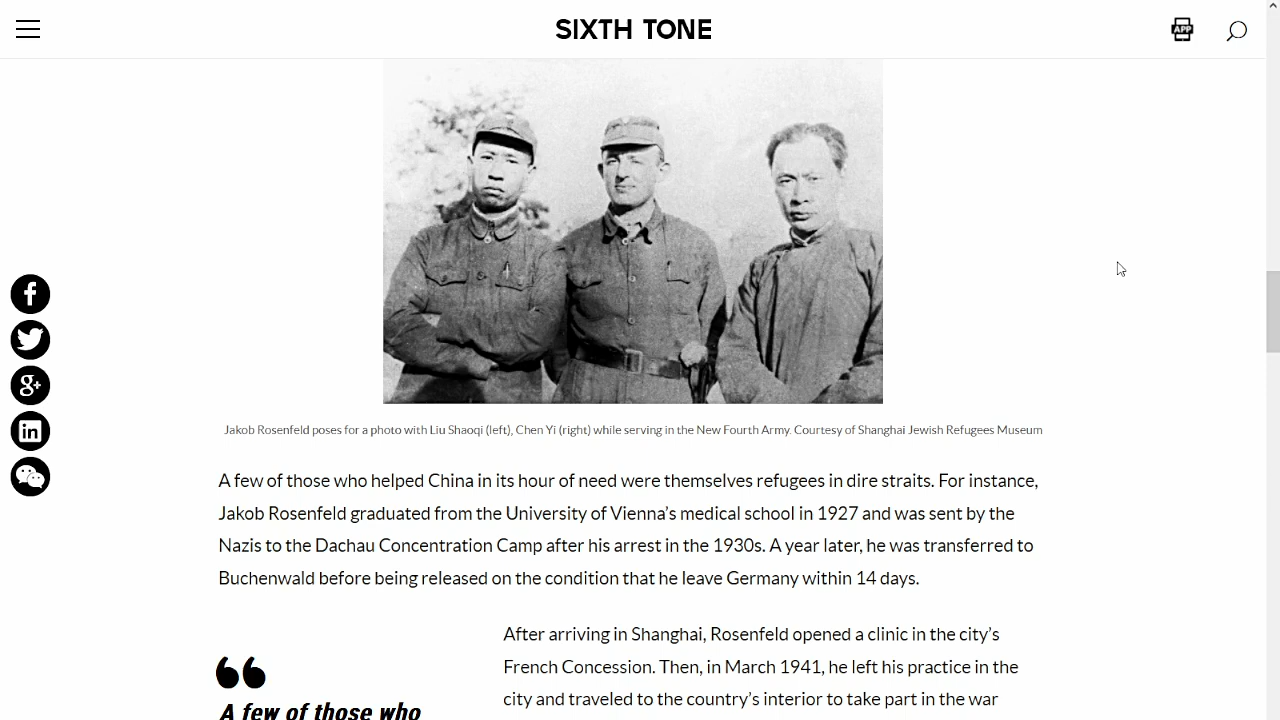 SIXTH TONE
APP
Jakob Rosenfeld poses for a photo with Liu Shaoqi (left), Chen Yi (right) while serving in the New Fourth Army. Courtesy of Shanghai Jewish Refugees Museum
A few of those who helped China in its hour of need were themselves refugees in dire straits. For instance,
Jakob Rosenfeld graduated from the University of Vienna’s medical school in 1927 and was sent by the
Nazis to the Dachau Concentration Camp after his arrest in the 1930s. A year later, he was transferred to
Buchenwald before being released on the condition that he leave Germany within 14 days.
After arriving in Shanghai, Rosenfeld opened a clinic in the city’s
French Concession. Then, in March 1941, he left his practice in the
city and traveled to the country’s interior to take part in the war
“
A few of those who
f
g+
in